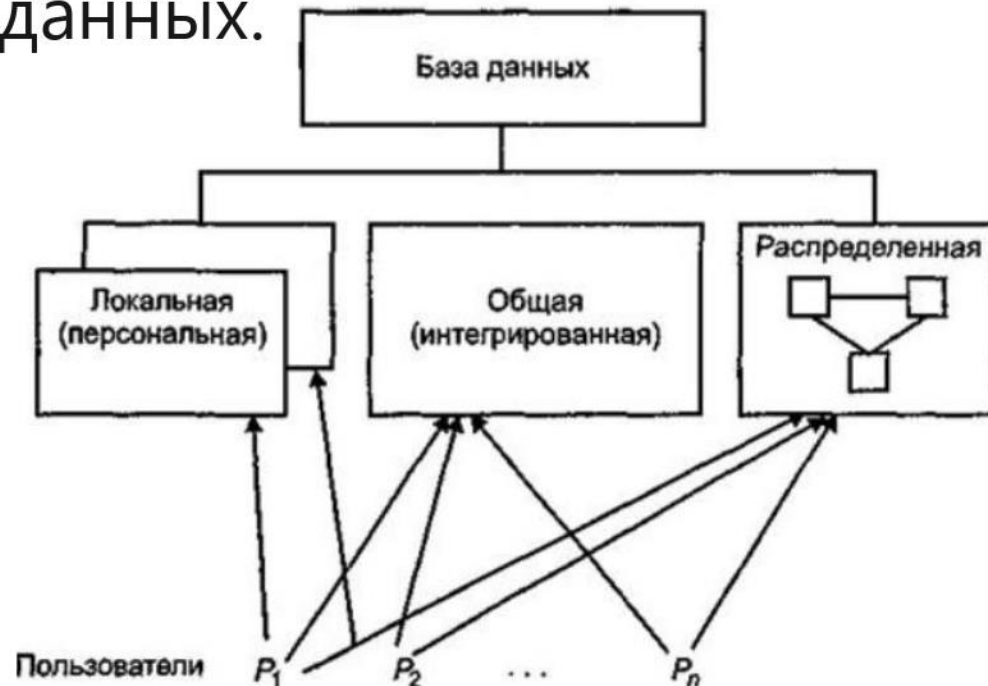 данных.
База данных
Локальная
(персональная)
Общая
(интегрированная)
Распределенная
Пользователи P1 P2 ... Pn